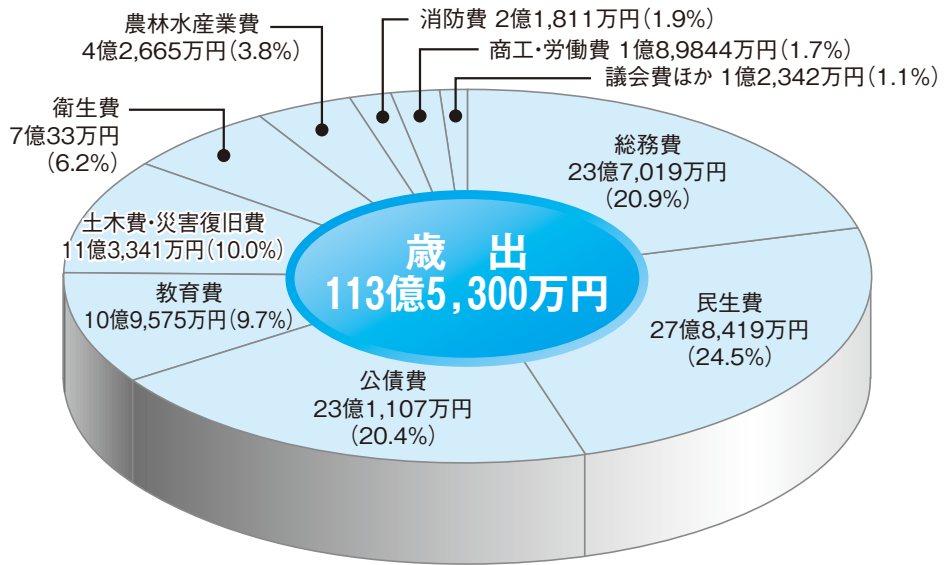 農林水産業費
4億2,665万円(3.8%)
消防費 2億1,811万円(1.9%)
商工・労働費 1億8,9844万円(1.7%)
議会費ほか 1億2,342万円(1.1%)
衛生費
7億33万円
(6.2%)
総務費
23億7,019万円
(20.9%)
土木費・災害復旧費
11億3,341万円(10.0%)
歳出
113億5,300万円
教育費
10億9,575万円(9.7%)
民生費
27億8,419万円
(24.5%)
公債費
23億1,107万円
(20.4%)